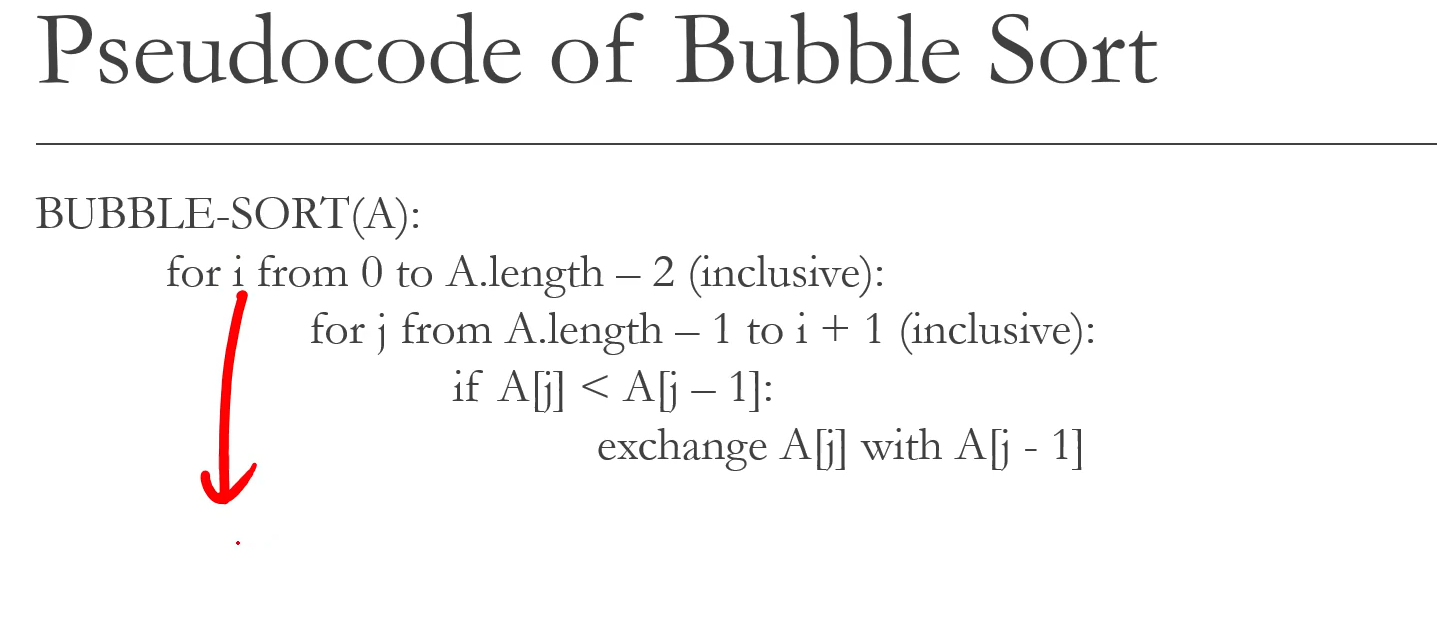 Pseudocode of Bubble Sort
BUBBLE-SORT(A):
for i from 0 to A.length – 2 (inclusive):
for j from A.length – 1 to i + 1 (inclusive):
if A[j] < A[j – 1]:
exchange A[j] with A[j - 1]